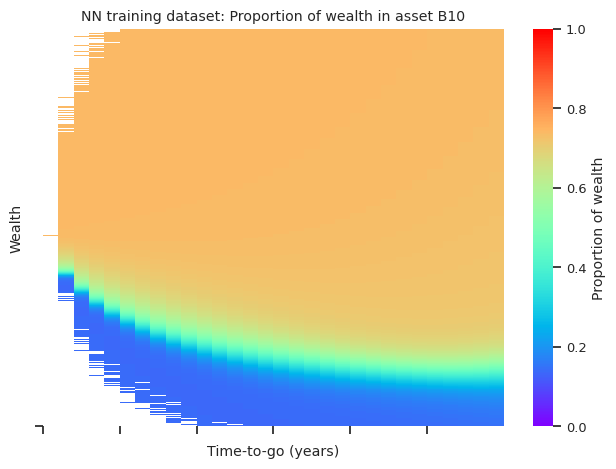 NN training dataset: Proportion of wealth in asset B10
Wealth
Time-to-go (years)
1.0
0.8
0.6
0.4
0.2
0.0
Proportion of wealth